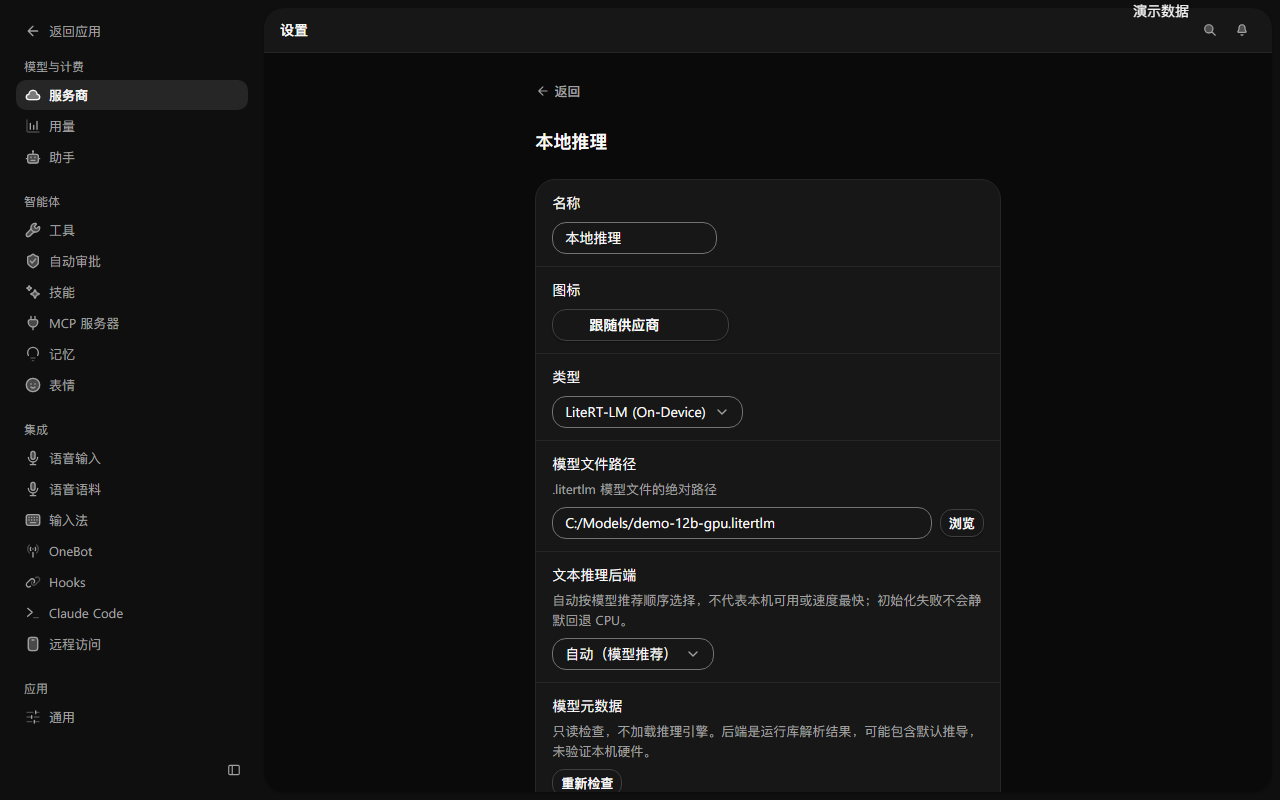 演示数据
返回应用
模型与计费
服务商
用量
助手
智能体
工具
自动审批
技能
MCP 服务器
记忆
表情
集成
语音输入
语音语料
输入法
OneBot
Hooks
Claude Code
远程访问
应用
通用
设置
返回
本地推理
名称
本地推理
图标
跟随供应商
类型
LiteRT-LM (On-Device)
模型文件路径
.litertlm 模型文件的绝对路径
C:/Models/demo-12b-gpu.litertlm
浏览
文本推理后端
自动按模型推荐顺序选择，不代表本机可用或速度最快；初始化失败不会静
默回退 CPU。
自动（模型推荐）
模型元数据
只读检查，不加载推理引擎。后端是运行库解析结果，可能包含默认推导，
未验证本机硬件。
重新检查